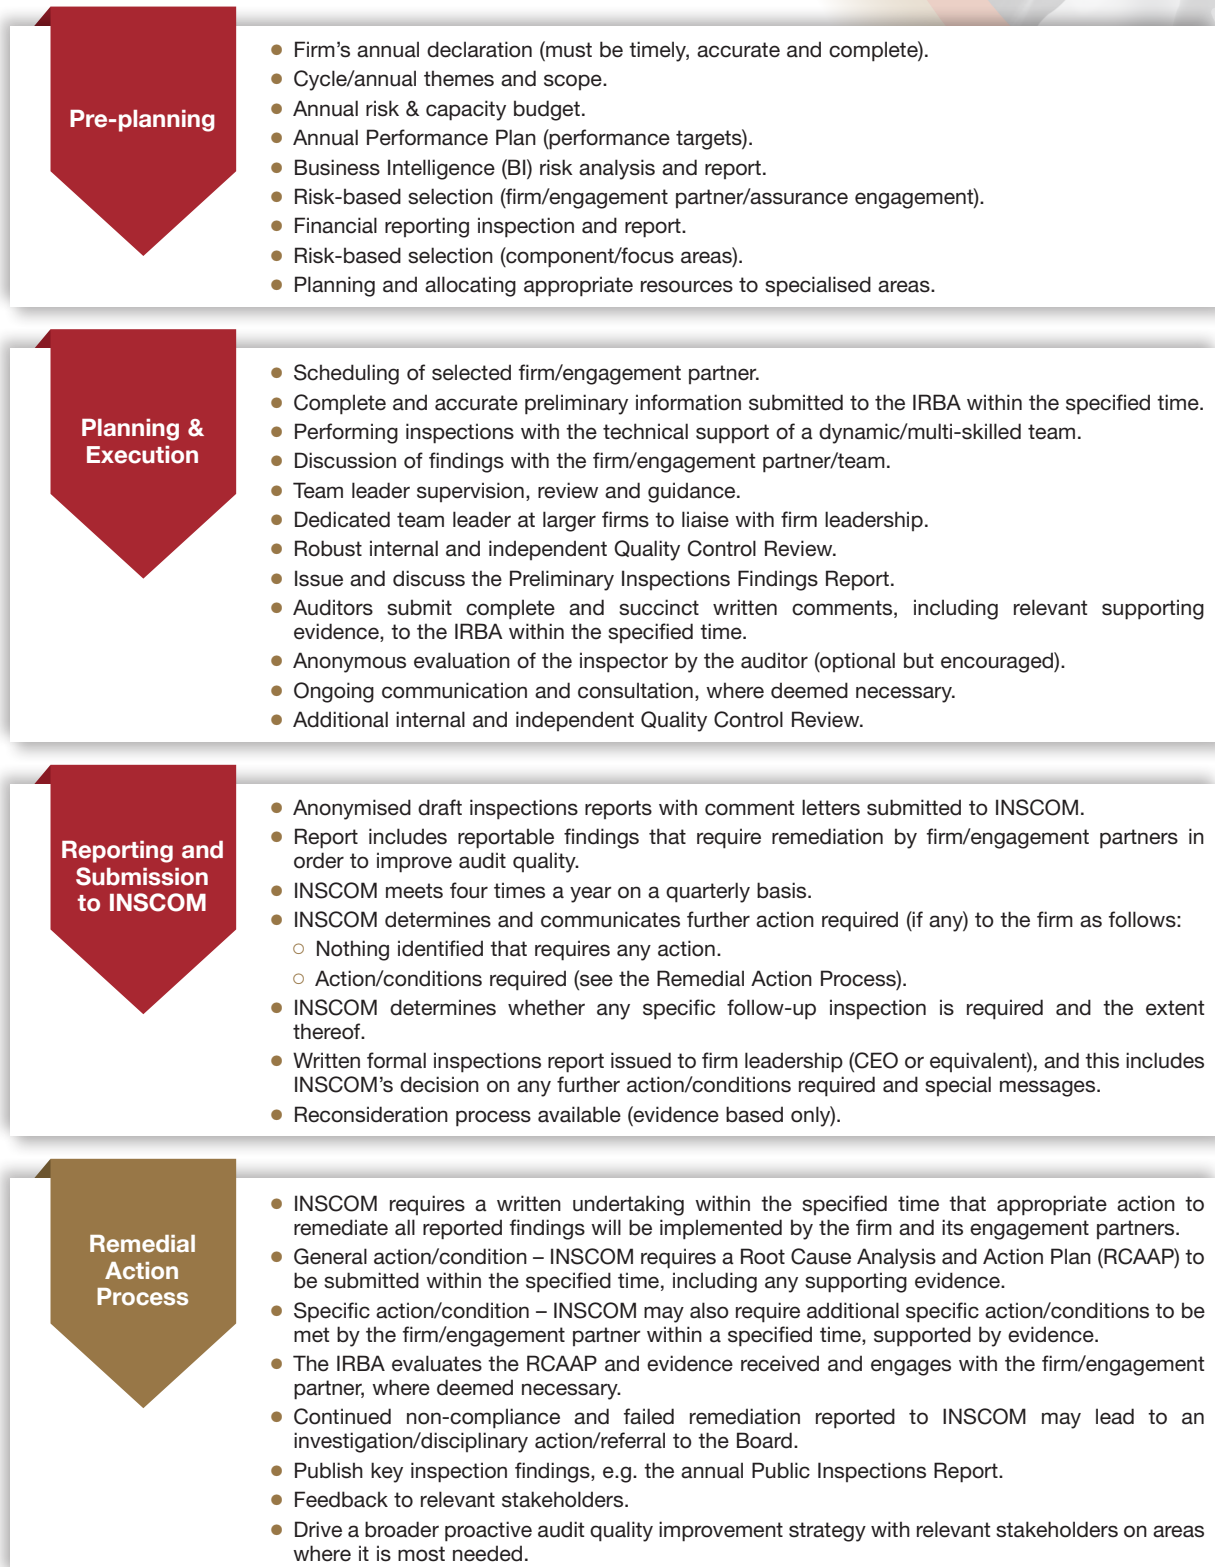 Pre-planning
● Firm's annual declaration (must be timely, accurate and complete).
● Cycle/annual themes and scope.
● Annual risk & capacity budget.
● Annual Performance Plan (performance targets).
● Business Intelligence (BI) risk analysis and report.
● Risk-based selection (firm/engagement partner/assurance engagement).
● Financial reporting inspection and report.
● Risk-based selection (component/focus areas).
● Planning and allocating appropriate resources to specialised areas.
Planning &
Execution
● Scheduling of selected firm/engagement partner.
● Complete and accurate preliminary information submitted to the IRBA within the specified time.
● Performing inspections with the technical support of a dynamic/multi-skilled team.
● Discussion of findings with the firm/engagement partner/team.
● Team leader supervision, review and guidance.
● Dedicated team leader at larger firms to liaise with firm leadership.
● Robust internal and independent Quality Control Review.
● Issue and discuss the Preliminary Inspections Findings Report.
● Auditors submit complete and succinct written comments, including relevant supporting
evidence, to the IRBA within the specified time.
● Anonymous evaluation of the inspector by the auditor (optional but encouraged).
● Ongoing communication and consultation, where deemed necessary.
● Additional internal and independent Quality Control Review.
Reporting and
Submission
to INSCOM
● Anonymised draft inspections reports with comment letters submitted to INSCOM.
● Report includes reportable findings that require remediation by firm/engagement partners in
order to improve audit quality.
● INSCOM meets four times a year on a quarterly basis.
● INSCOM determines and communicates further action required (if any) to the firm as follows:
○ Nothing identified that requires any action.
○ Action/conditions required (see the Remedial Action Process).
● INSCOM determines whether any specific follow-up inspection is required and the extent
thereof.
● Written formal inspections report issued to firm leadership (CEO or equivalent), and this includes
INSCOM's decision on any further action/conditions required and special messages.
● Reconsideration process available (evidence based only).
Remedial
Action
Process
● INSCOM requires a written undertaking within the specified time that appropriate action to
remediate all reported findings will be implemented by the firm and its engagement partners.
● General action/condition – INSCOM requires a Root Cause Analysis and Action Plan (RCAAP) to
be submitted within the specified time, including any supporting evidence.
● Specific action/condition – INSCOM may also require additional specific action/conditions to be
met by the firm/engagement partner within a specified time, supported by evidence.
● The IRBA evaluates the RCAAP and evidence received and engages with the firm/engagement
partner, where deemed necessary.
● Continued non-compliance and failed remediation reported to INSCOM may lead to an
investigation/disciplinary action/referral to the Board.
● Publish key inspection findings, e.g. the annual Public Inspections Report.
● Feedback to relevant stakeholders.
● Drive a broader proactive audit quality improvement strategy with relevant stakeholders on areas
where it is most needed.